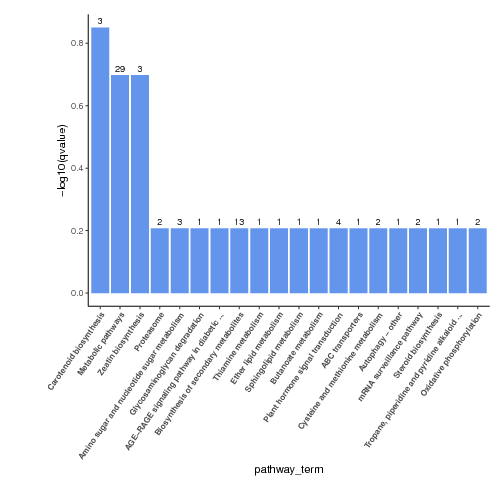 3
29
3
2
3
1
1
13
1
1
1
1
4
1
2
1
2
1
1
2
0.8
0.6
0.4
0.2
0.0
−log10(qvalue)
Carotenoid biosynthesis
Metabolic pathways
Zeatin biosynthesis
Proteasome
Amino sugar and nucleotide sugar metabolism
Glycosaminoglycan degradation
AGE−RAGE signaling pathway in diabetic ...
Biosynthesis of secondary metabolites
Thiamine metabolism
Ether lipid metabolism
Sphingolipid metabolism
Butanoate metabolism
Plant hormone signal transduction
ABC transporters
Cysteine and methionine metabolism
Autophagy − other
mRNA surveillance pathway
Steroid biosynthesis
Tropane, piperidine and pyridine alkaloid ...
Oxidative phosphorylation
pathway_term